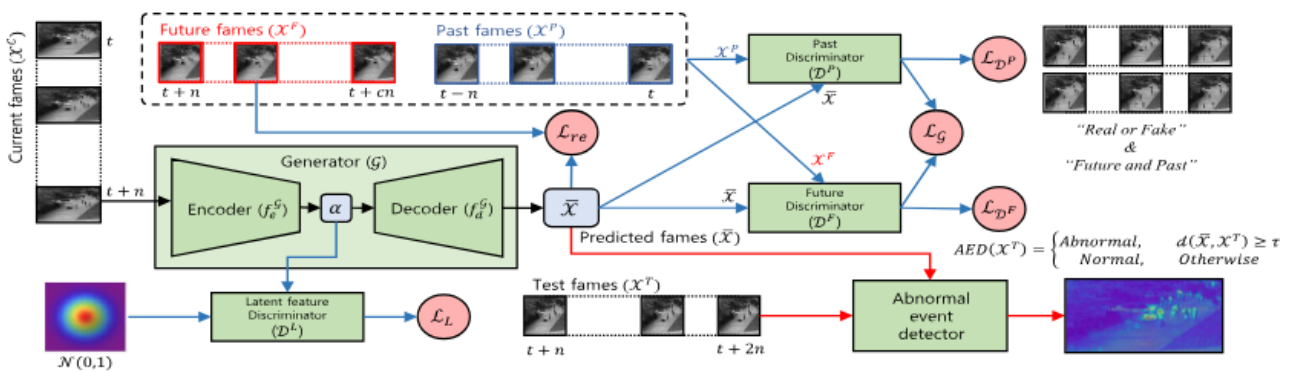 Current fames (𝒳^C)
t
t + n
Future fames (𝒳^F)
t + n
t + cn
Past fames (𝒳^P)
t − n
t
Generator (𝒢)
Encoder (f_e^𝒢)
α
Decoder (f_d^𝒢)
𝒳̄
Predicted fames (𝒳̄)
ℒ_re
𝒳^P
Past
Discriminator
(𝒟^P)
𝒳̄
ℒ_𝒟^P
𝒳^F
𝒳̄
Future
Discriminator
(𝒟^F)
ℒ_𝒢
ℒ_𝒟^F
"Real or Fake"
&
"Future and Past"
𝒩(0,1)
Latent feature
Discriminator
(𝒟^L)
ℒ_L
Test fames (𝒳^T)
t + n
t + 2n
Abnormal
event
detector
AED(𝒳^T) = { Abnormal, d(𝒳̄, 𝒳^T) ≥ τ
Normal, Otherwise